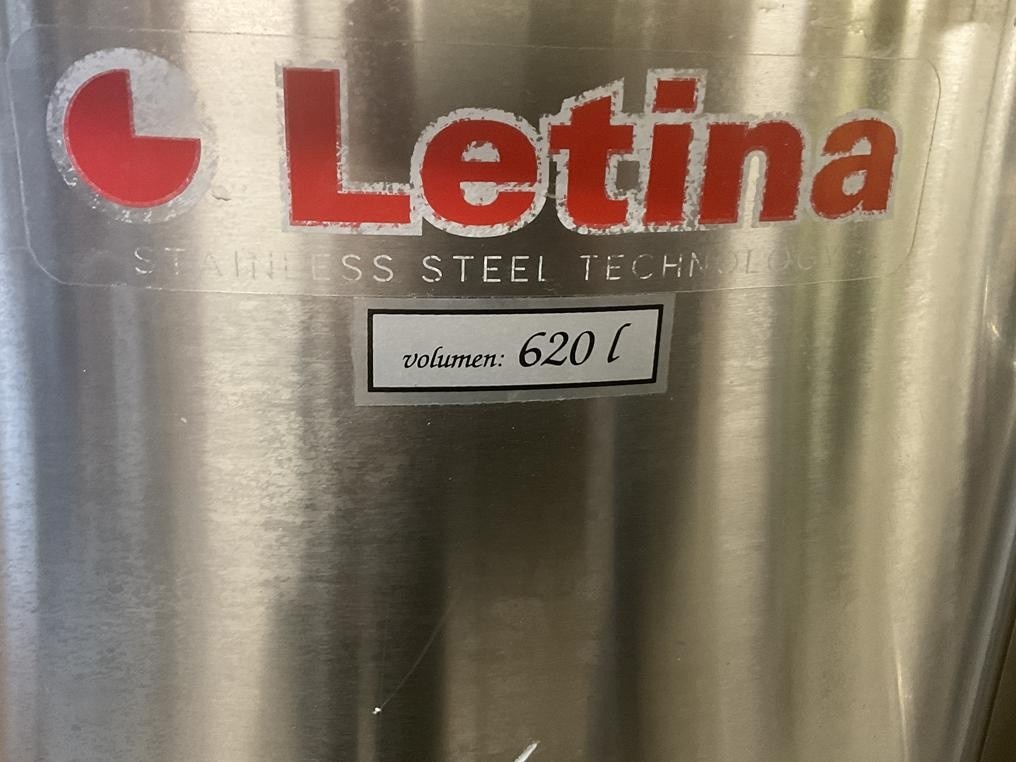 Letina
STAINLESS STEEL TECHNOLOGY
volumen: 620 l